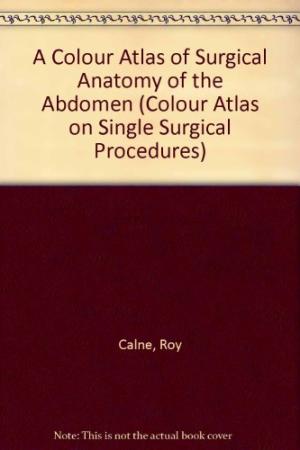 A Colour Atlas of Surgical
Anatomy of the
Abdomen (Colour Atlas
on Single Surgical
Procedures)
Calne, Roy
Note: This is not the actual book cover